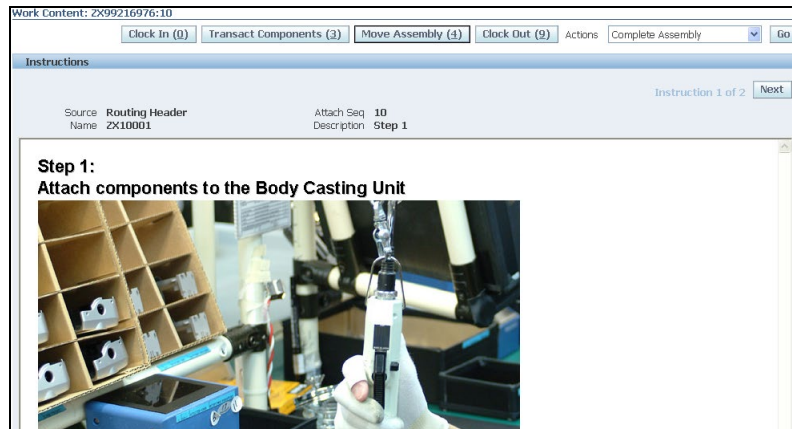 Work Content: ZX99216976:10
Clock In (0) Transact Components (3) Move Assembly (4) Clock Out (9) Actions Complete Assembly Go
Instructions
Instruction 1 of 2 Next
Source Routing Header Attach Seq 10
Name ZX10001 Description Step 1
Step 1:
Attach components to the Body Casting Unit